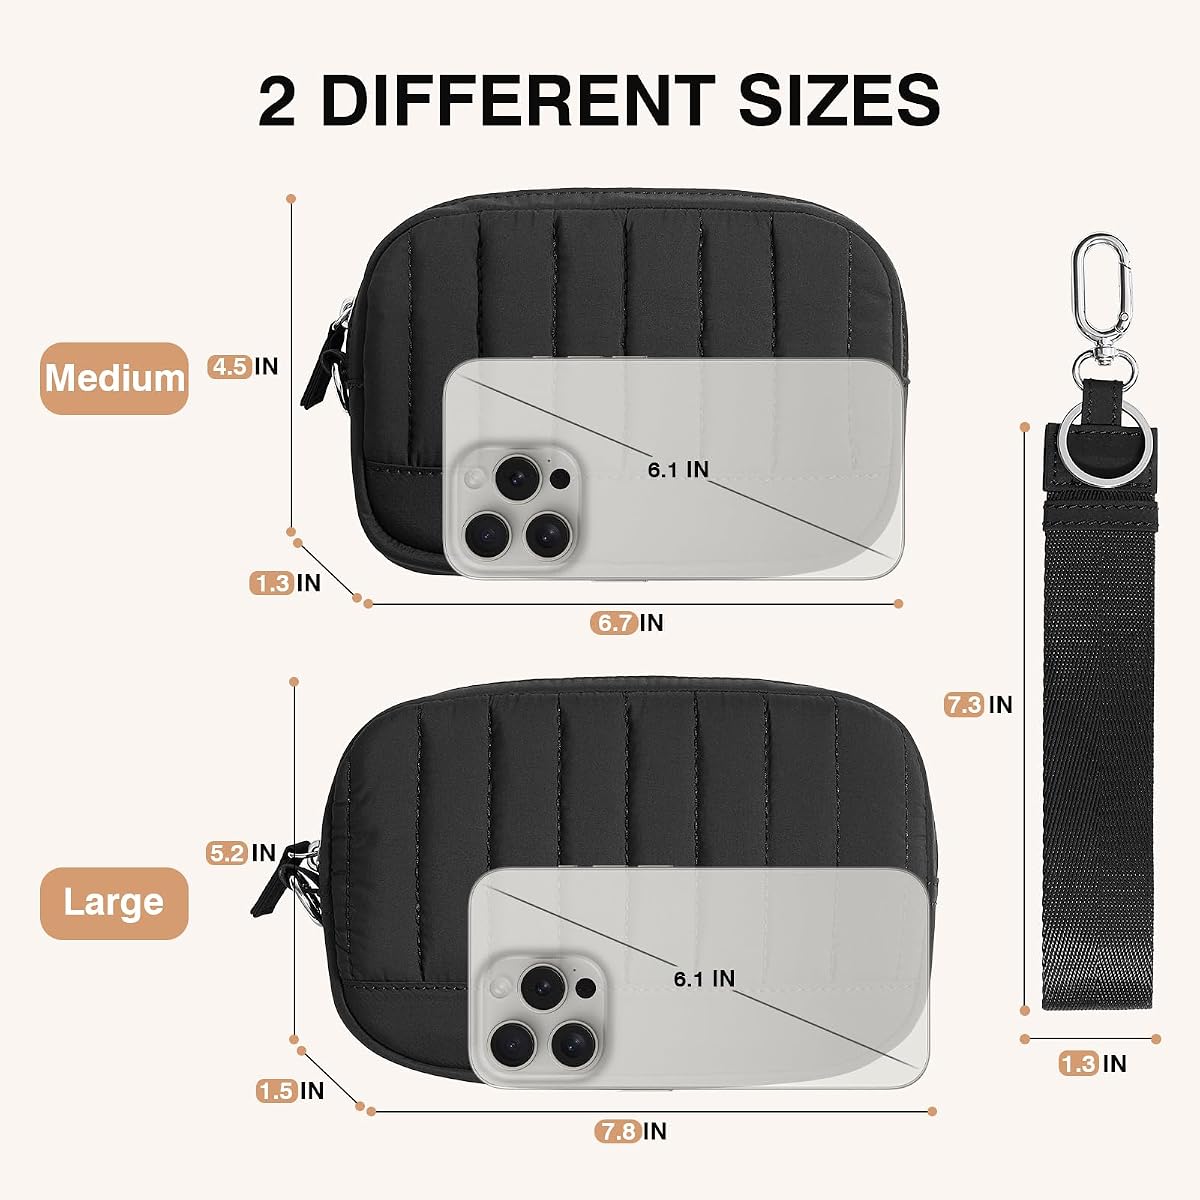 2 DIFFERENT SIZES
Medium
4.5 IN
6.1 IN
1.3 IN
6.7 IN
7.3 IN
5.2 IN
Large
6.1 IN
1.5 IN
7.8 IN
1.3 IN